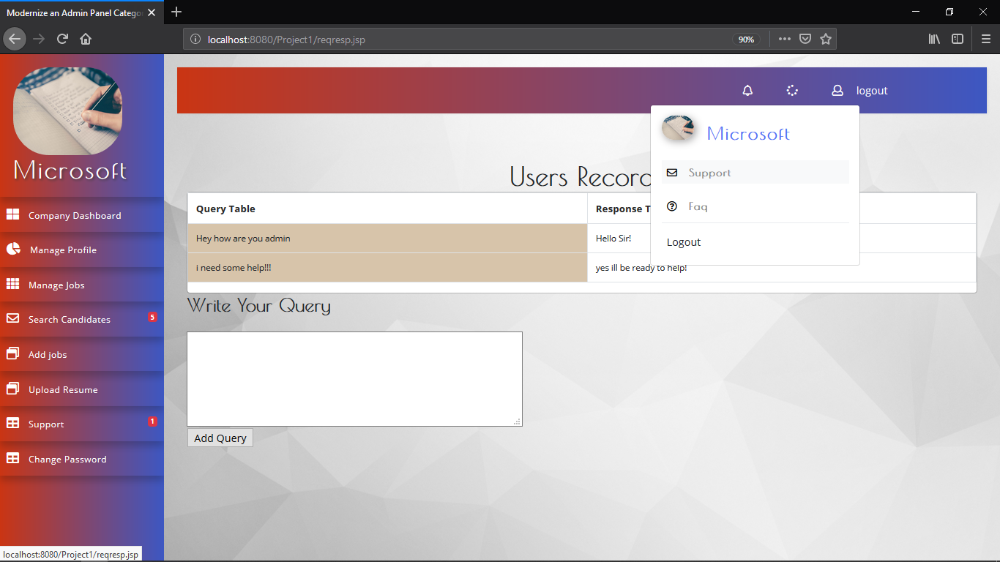 Modernize an Admin Panel Catego
localhost:8080/Project1/reqresp.jsp
90%
Microsoft
Company Dashboard
Manage Profile
Manage Jobs
Search Candidates 5
Add jobs
Upload Resume
Support 1
Change Password
logout
Microsoft
Support
Faq
Logout
Users Recor
Query Table Response T
Hey how are you admin Hello Sir!
i need some help!!! yes ill be ready to help!
Write Your Query
Add Query
localhost:8080/Project1/reqresp.jsp